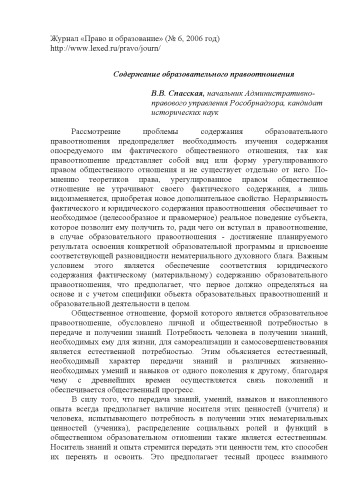 Журнал «Право и образование» (№ 6, 2006 год)
http://www.lexed.ru/pravo/journ/
Содержание образовательного правоотношения
В.В. Спасская, начальник Административно-
правового управления Рособрнадзора, кандидат
исторических наук
Рассмотрение проблемы содержания образовательного
правоотношения предопределяет необходимость изучения содержания
опосредуемого им фактического общественного отношения, так как
правоотношение представляет собой вид или форму урегулированного
правом общественного отношения и не существует отдельно от него. По-
мнению теоретиков права, урегулированное правом общественное
отношение не утрачивают своего фактического содержания, а лишь
видоизменяется, приобретая новое дополнительное свойство. Неразрывность
фактического и юридического содержания правоотношения обеспечивает то
необходимое (целесообразное и правомерное) реальное поведение субъекта,
которое позволит ему получить то, ради чего он вступал в правоотношение,
в случае образовательного правоотношения - достижение планируемого
результата освоения конкретной образовательной программы и присвоение
соответствующей разновидности нематериального духовного блага. Важным
условием этого является обеспечение соответствия юридического
содержания фактическому (материальному) содержанию образовательного
правоотношения, что предполагает, что первое должно определяться на
основе и с учетом специфики объекта образовательных правоотношений и
образовательной деятельности в целом.
Общественное отношение, формой которого является образовательное
правоотношение, обусловлено личной и общественной потребностью в
передаче и получении знаний. Потребность человека в получении знаний,
необходимых ему для жизни, для самореализации и самосовершенствования
является естественной потребностью. Этим объясняется естественный,
необходимый характер передачи знаний и различных жизненно-
необходимых умений и навыков от одного поколения к другому, благодаря
чему с древнейших времен осуществляется связь поколений и
обеспечивается общественный прогресс.
В силу того, что передача знаний, умений, навыков и накопленного
опыта всегда предполагает наличие носителя этих ценностей (учителя) и
человека, испытывающего потребность в получении этих нематериальных
ценностей (ученика), распределение социальных ролей и функций в
общественном образовательном отношении также является естественным.
Носитель знаний и опыта стремится передать эти ценности тем, кто способен
их перенять и освоить. Это предполагает тесный процесс взаимного